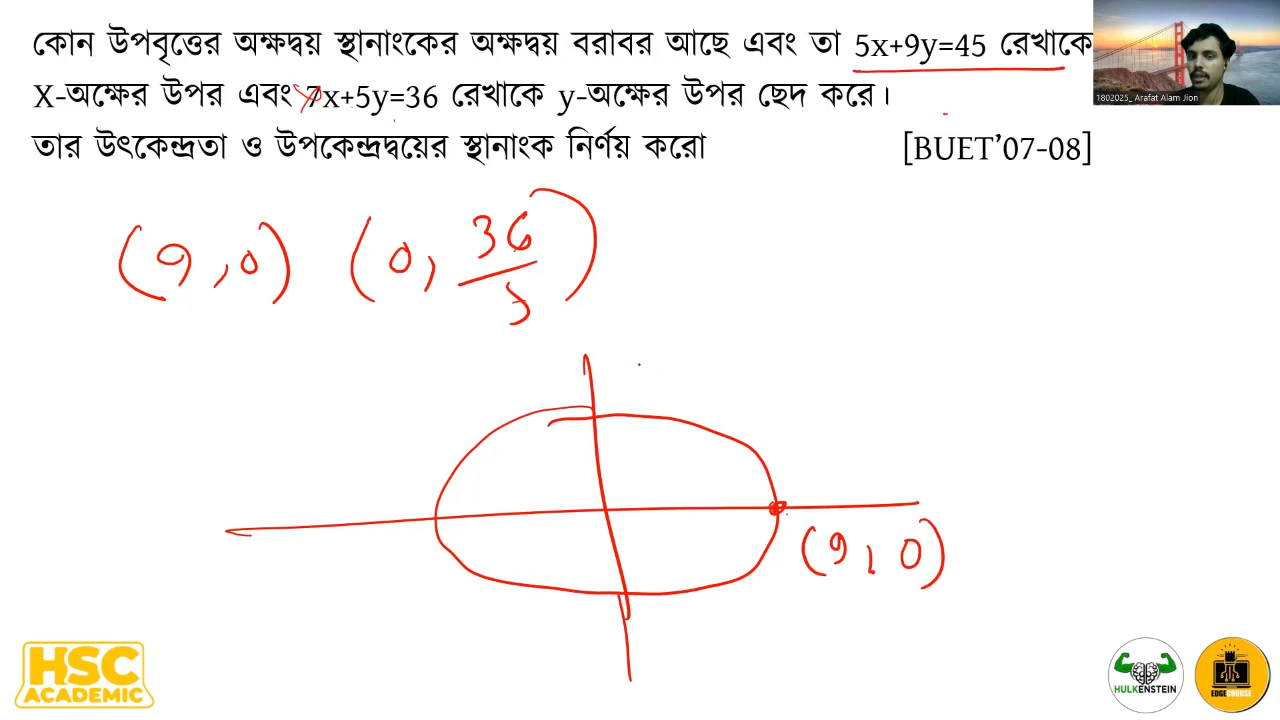 কোন উপবৃত্তের অক্ষদ্বয় স্থানাংকের অক্ষদ্বয় বরাবর আছে এবং তা 5x+9y=45 রেখাকে
X-অক্ষের উপর এবং 7x+5y=36 রেখাকে y-অক্ষের উপর ছেদ করে।
তার উৎকেন্দ্রতা ও উপকেন্দ্রদ্বয়ের স্থানাংক নির্ণয় করো [BUET’07-08]
1802025_ Arafat Alam Jion
(9,0) (0, 36/5)
(9, 0)
HSC ACADEMIC
HULKENSTEIN
EDGECOURSE